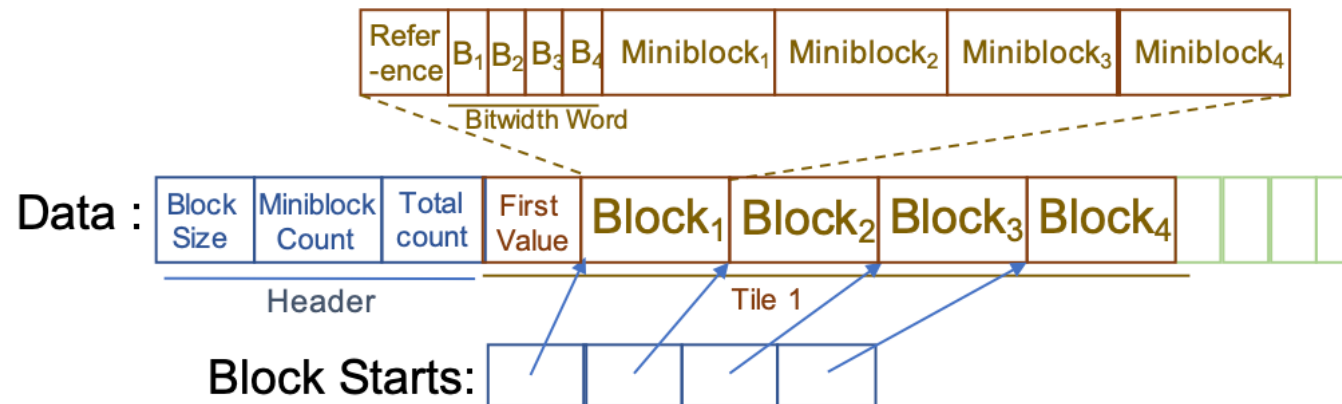 Refer
-ence
B₁ B₂ B₃ B₄ Miniblock₁ Miniblock₂ Miniblock₃ Miniblock₄
Bitwidth Word
Data :
Block
Size
Miniblock
Count
Total
count
First
Value
Block₁ Block₂ Block₃ Block₄
Header
Tile 1
Block Starts: